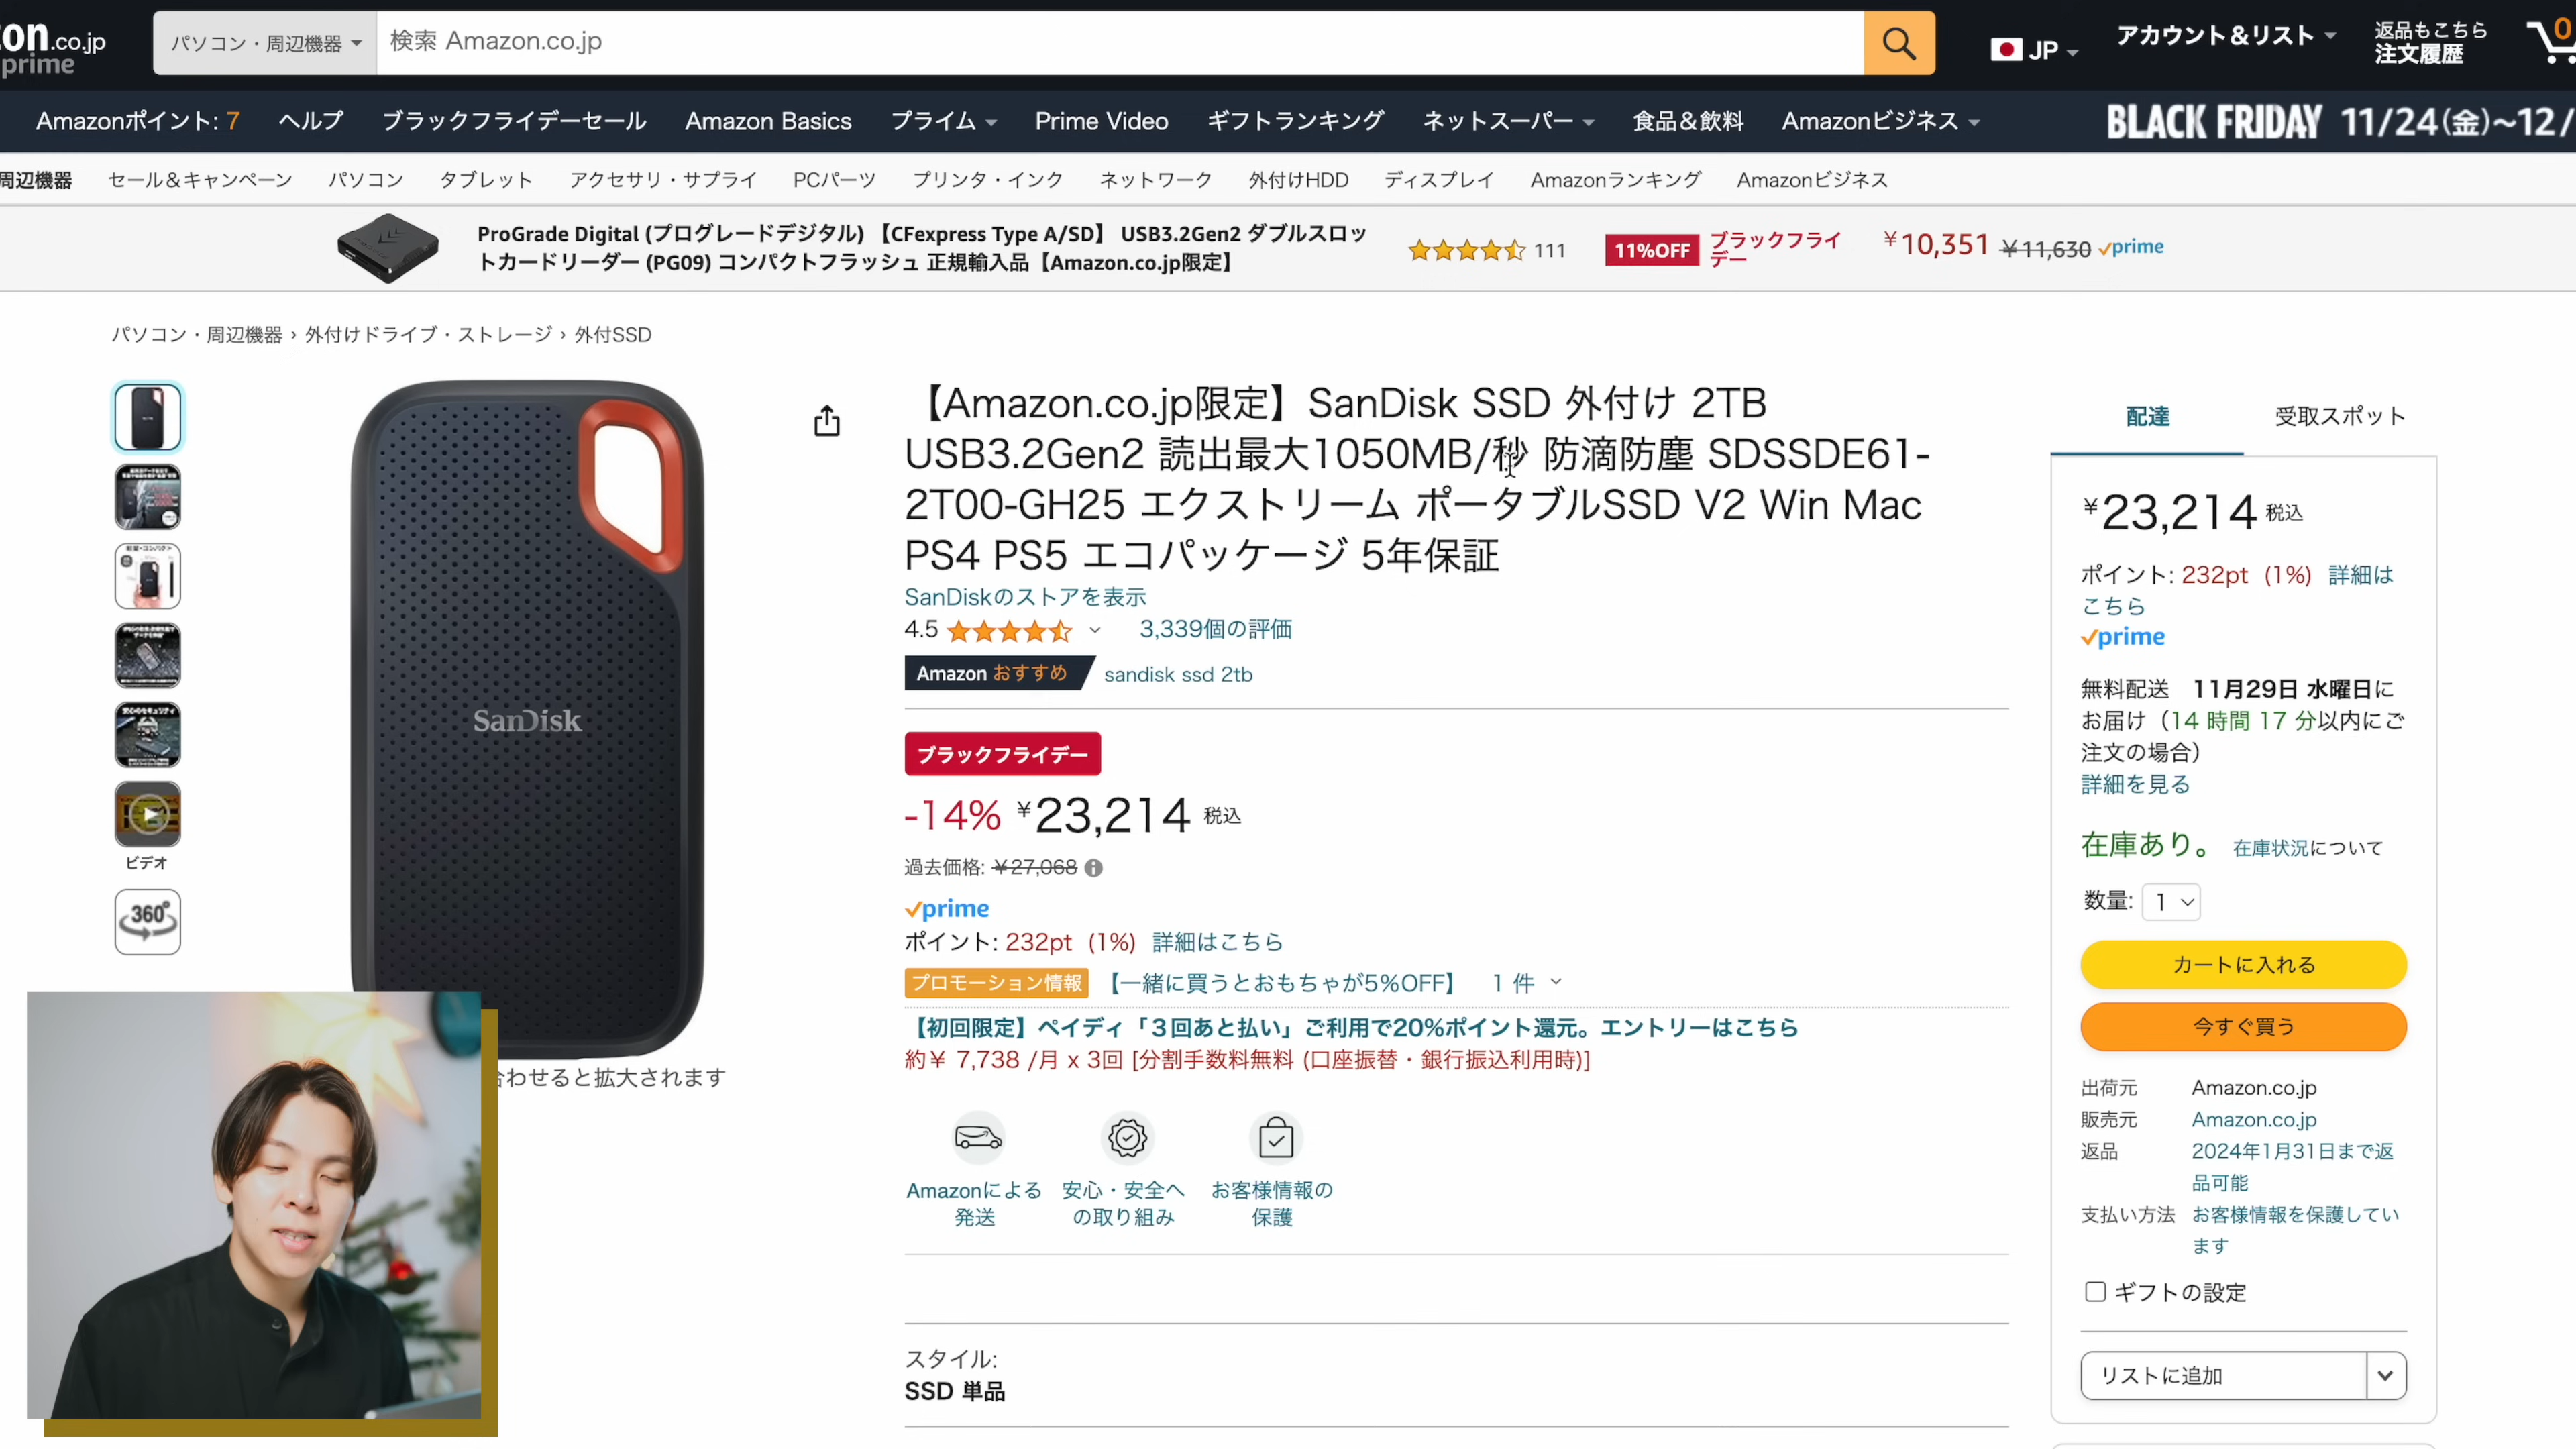 on.co.jp
prime
パソコン・周辺機器
検索 Amazon.co.jp
JP
アカウント＆リスト
返品もこちら
注文履歴
0
Amazonポイント: 7
ヘルプ
ブラックフライデーセール
Amazon Basics
プライム
Prime Video
ギフトランキング
ネットスーパー
食品＆飲料
Amazonビジネス
BLACK FRIDAY 11/24(金)~12/
周辺機器
セール＆キャンペーン
パソコン
タブレット
アクセサリ・サプライ
PCパーツ
プリンタ・インク
ネットワーク
外付けHDD
ディスプレイ
Amazonランキング
Amazonビジネス
ProGrade Digital (プログレードデジタル) 【CFexpress Type A/SD】 USB3.2Gen2 ダブルスロッ
トカードリーダー (PG09) コンパクトフラッシュ 正規輸入品【Amazon.co.jp限定】
111
11%OFF
ブラックフライ
デー
￥10,351 ￥11,630 prime
パソコン・周辺機器 › 外付けドライブ・ストレージ › 外付SSD
ビデオ
360°
SanDisk
合わせると拡大されます
【Amazon.co.jp限定】SanDisk SSD 外付け 2TB
USB3.2Gen2 読出最大1050MB/秒 防滴防塵 SDSSDE61-
2T00-GH25 エクストリーム ポータブルSSD V2 Win Mac
PS4 PS5 エコパッケージ 5年保証
SanDiskのストアを表示
4.5
3,339個の評価
Amazon おすすめ sandisk ssd 2tb
ブラックフライデー
-14% ￥23,214 税込
過去価格: ￥27,068
prime
ポイント: 232pt (1%) 詳細はこちら
プロモーション情報 【一緒に買うとおもちゃが5％OFF】 1 件
【初回限定】ペイディ「３回あと払い」ご利用で20%ポイント還元。エントリーはこちら
約￥ 7,738 /月 x 3回 [分割手数料無料 (口座振替・銀行振込利用時)]
Amazonによる
発送
安心・安全へ
の取り組み
お客様情報の
保護
スタイル:
SSD 単品
配達
受取スポット
￥23,214 税込
ポイント: 232pt (1%) 詳細は
こちら
prime
無料配送 11月29日 水曜日に
お届け（14 時間 17 分以内にご
注文の場合）
詳細を見る
在庫あり。 在庫状況について
数量: 1
カートに入れる
今すぐ買う
出荷元 Amazon.co.jp
販売元 Amazon.co.jp
返品 2024年1月31日まで返
品可能
支払い方法 お客様情報を保護してい
ます
ギフトの設定
リストに追加